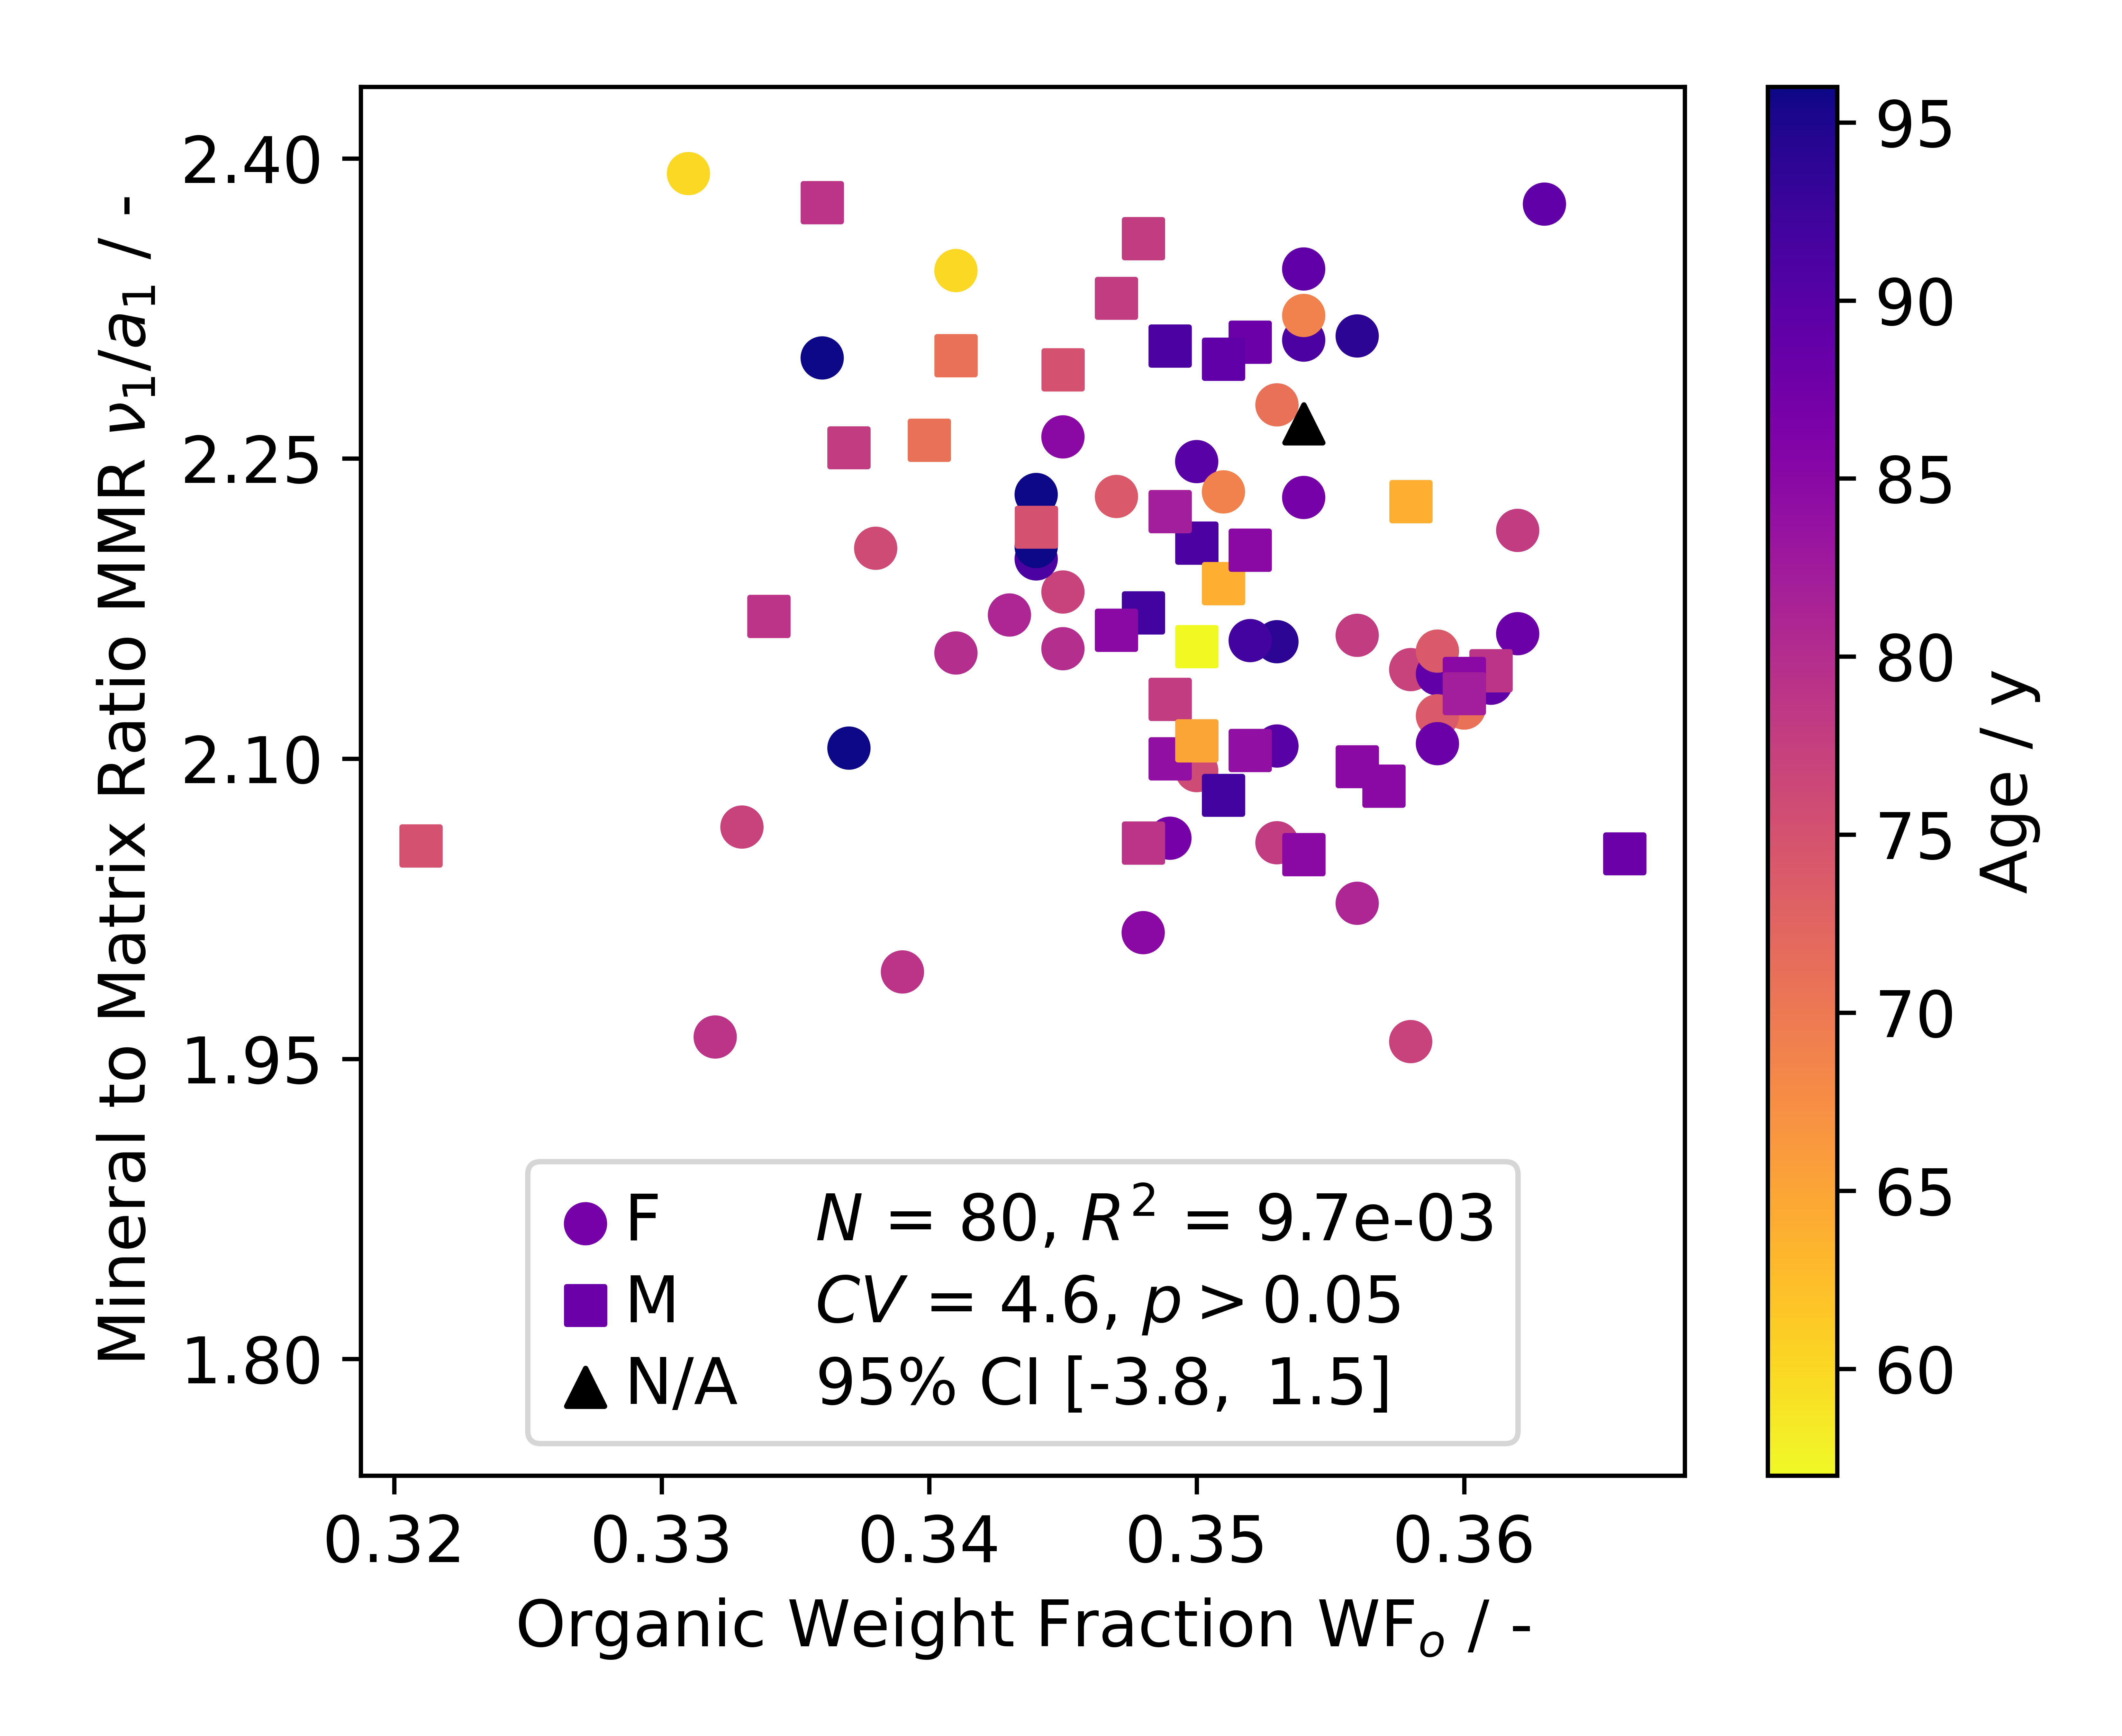 Mineral to Matrix Ratio MMR ν₁/a₁ / -
2.40
2.25
2.10
1.95
1.80
F N = 80, R² = 9.7e-03
M CV = 4.6, p > 0.05
N/A 95% CI [-3.8, 1.5]
0.32 0.33 0.34 0.35 0.36
Organic Weight Fraction WFₒ / -
95
90
85
80
75
70
65
60
Age / y